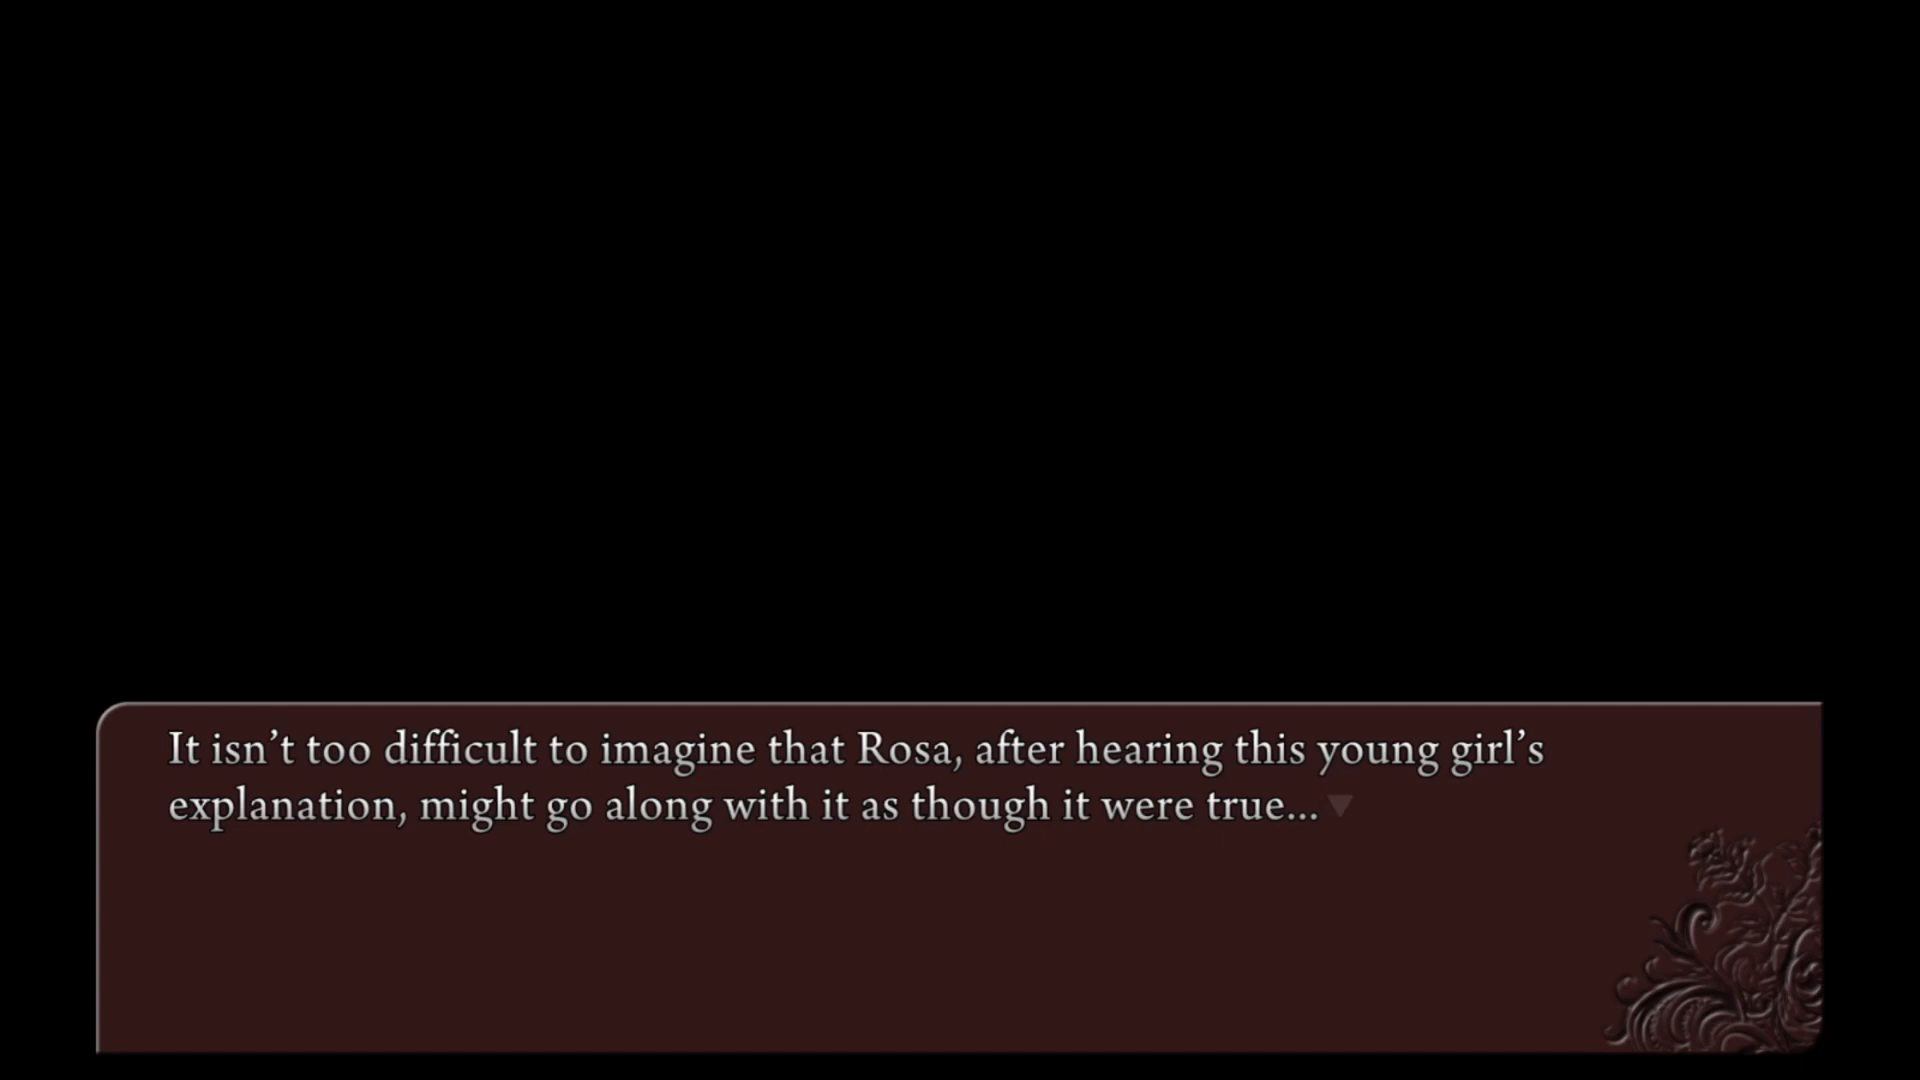 It isn’t too difficult to imagine that Rosa, after hearing this young girl’s
explanation, might go along with it as though it were true...